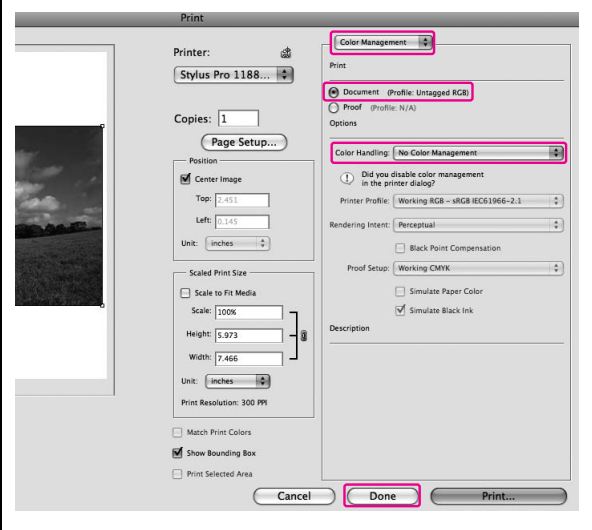 Print
Printer:
Stylus Pro 1188...
Copies: 1
Page Setup...
Position
Center Image
Top: 2.451
Left: 0.145
Unit: inches
Scaled Print Size
Scale to Fit Media
Scale: 100%
Height: 5.973
Width: 7.466
Unit: inches
Print Resolution: 300 PPI
Match Print Colors
Show Bounding Box
Print Selected Area
Color Management
Print
Document (Profile: Untagged RGB)
Proof (Profile: N/A)
Options
Color Handling: No Color Management
Did you disable color management
in the printer dialog?
Printer Profile: Working RGB - sRGB IEC61966-2.1
Rendering Intent: Perceptual
Black Point Compensation
Proof Setup: Working CMYK
Simulate Paper Color
Simulate Black Ink
Description
Cancel
Done
Print...